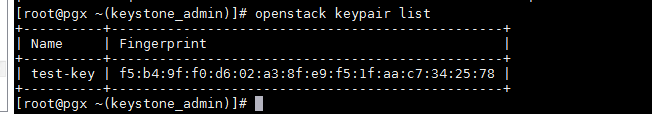 [root@pgx ~(keystone_admin)]# openstack keypair list
+----------+-------------------------------------------------+
| Name     | Fingerprint                                     |
+----------+-------------------------------------------------+
| test-key | f5:b4:9f:f0:d6:02:a3:8f:e9:f5:1f:aa:c7:34:25:78 |
+----------+-------------------------------------------------+
[root@pgx ~(keystone_admin)]#